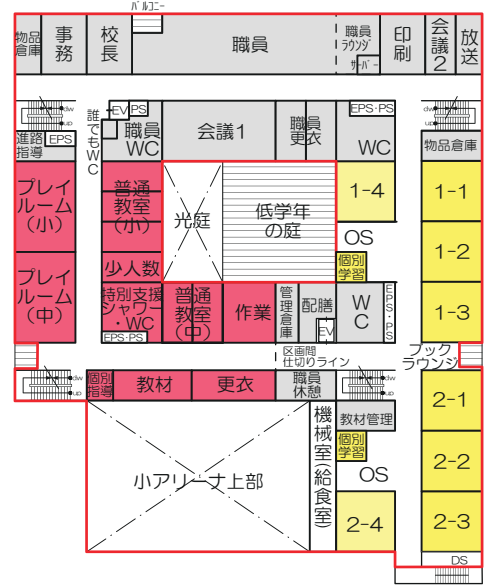 バルコニー
物品
倉庫
事務
校長
職員
職員
ラウンジ
サーバー
印刷
会議2
放送
dw
up
EPS
進路
指導
誰でもWC
EV
PS
職員
WC
会議1
職員
更衣
EPS・PS
WC
dw
up
物品倉庫
プレイ
ルーム
(小)
普通
教室
(小)
光庭
低学年
の庭
1-4
1-1
OS
個別
学習
1-2
プレイ
ルーム
(中)
少人数
特別支援
シャワー
・WC
EPS・PS
普通
教室
(中)
作業
管理倉庫
配膳
EV
WC
EPS・PS
1-3
区画間
仕切りライン
ブック
ラウンジ
dw
up
個別
指導
教材
更衣
職員
休憩
dw
up
2-1
小アリーナ上部
機械室(給食室)
教材管理
個別
学習
OS
2-2
2-4
2-3
DS